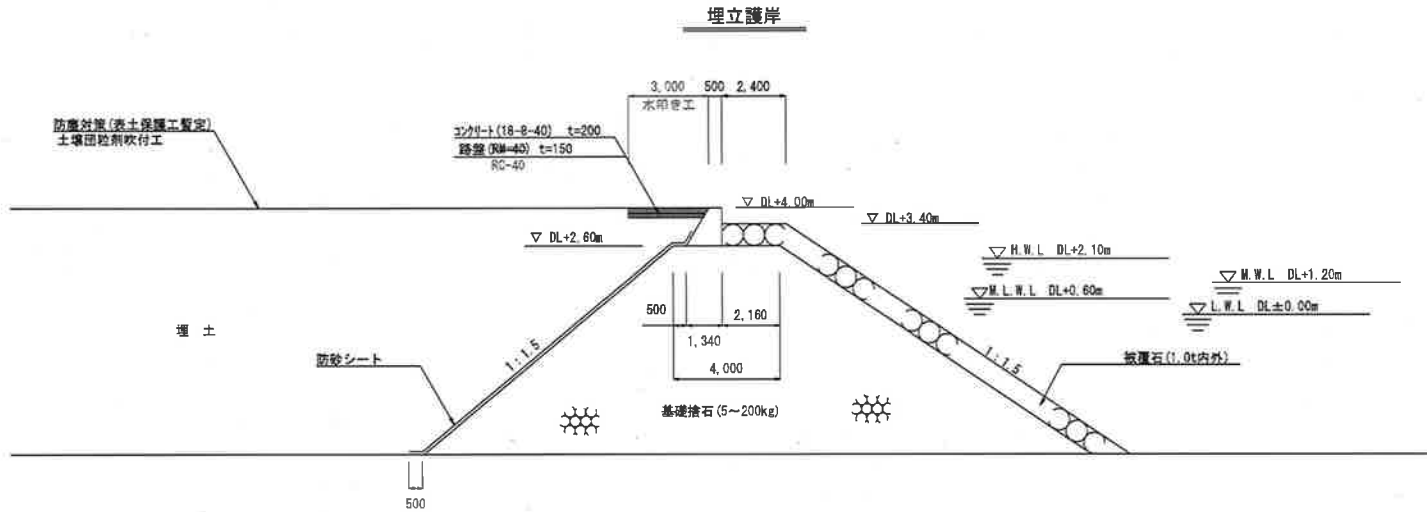 埋立護岸
3,000 500 2,400
水叩き工
防塵対策(表土保護工暫定)
土壌団粒剤吹付工
コンクリート(18-8-40) t=200
路盤(RM-40) t=150
RC-40
▽ DL+4.00m
▽ DL+3.40m
▽ DL+2.60m
▽ H.W.L DL+2.10m
▽ M.W.L DL+1.20m
▽ M.L.W.L DL+0.60m
▽ L.W.L DL±0.00m
500
2,160
1,340
4,000
埋 土
防砂シート
1:1.5
1:1.5
被覆石(1.0t内外)
基礎捨石(5～200kg)
500